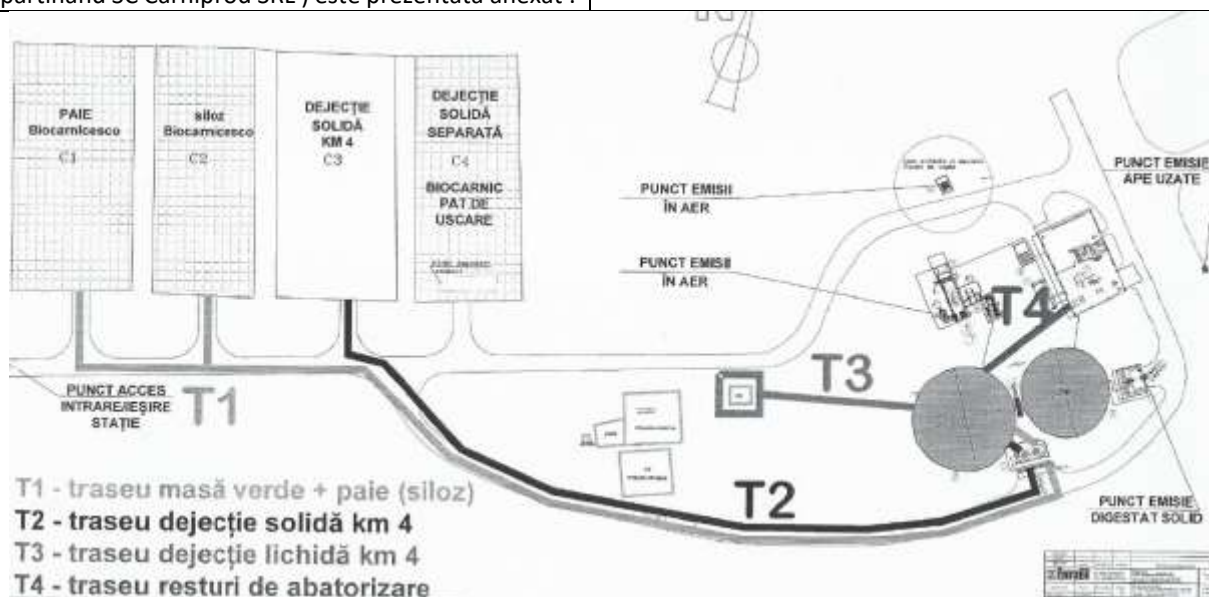 partinand SC Carniprod SRL ) este prezentata anexat :
N
PAIE
Biocarnicesco
C1
siloz
Biocarnicesco
C2
DEJECȚIE
SOLIDĂ
KM 4
C3
DEJECȚIE
SOLIDĂ
SEPARATĂ
C4
BIOCARNIC
PAT DE
USCARE
PUNCT EMISII
ÎN AER
PUNCT EMISII
ÎN AER
PUNCT EMISIE
APE UZATE
T4
T3
PUNCT ACCES
INTRARE/IEȘIRE
STAȚIE
T1
T2
PUNCT EMISIE
DIGESTAT SOLID
T1 - traseu masă verde + paie (siloz)
T2 - traseu dejecție solidă km 4
T3 - traseu dejecție lichidă km 4
T4 - traseu resturi de abatorizare